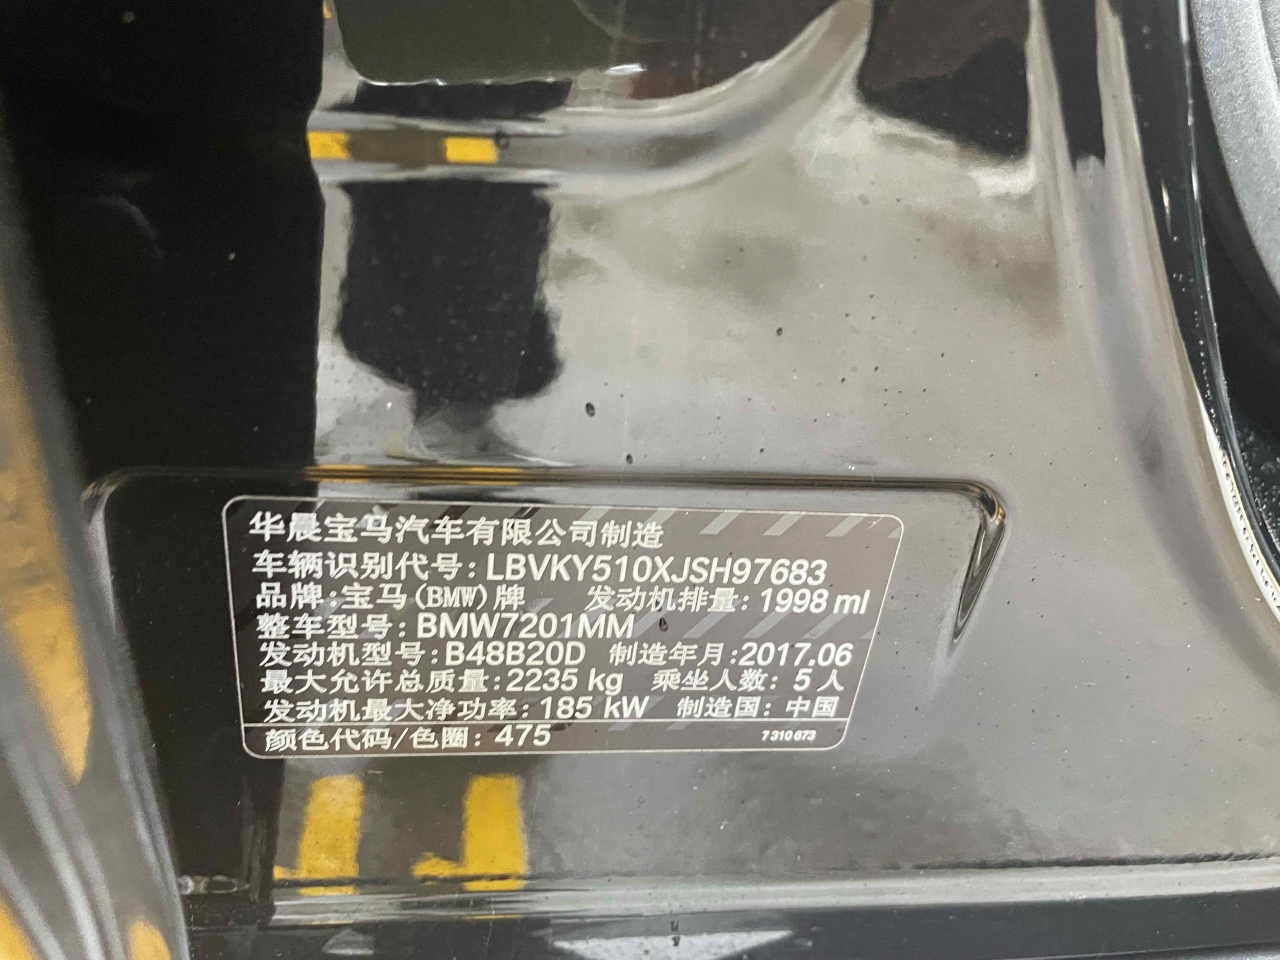 华晨宝马汽车有限公司制造
车辆识别代号: LBVKY510XJSH97683
品牌: 宝马(BMW)牌 发动机排量: 1998 ml
整车型号: BMW7201MM
发动机型号: B48B20D 制造年月: 2017.06
最大允许总质量: 2235 kg 乘坐人数: 5 人
发动机最大净功率: 185 kW 制造国: 中国
颜色代码/色圈: 475 7310673